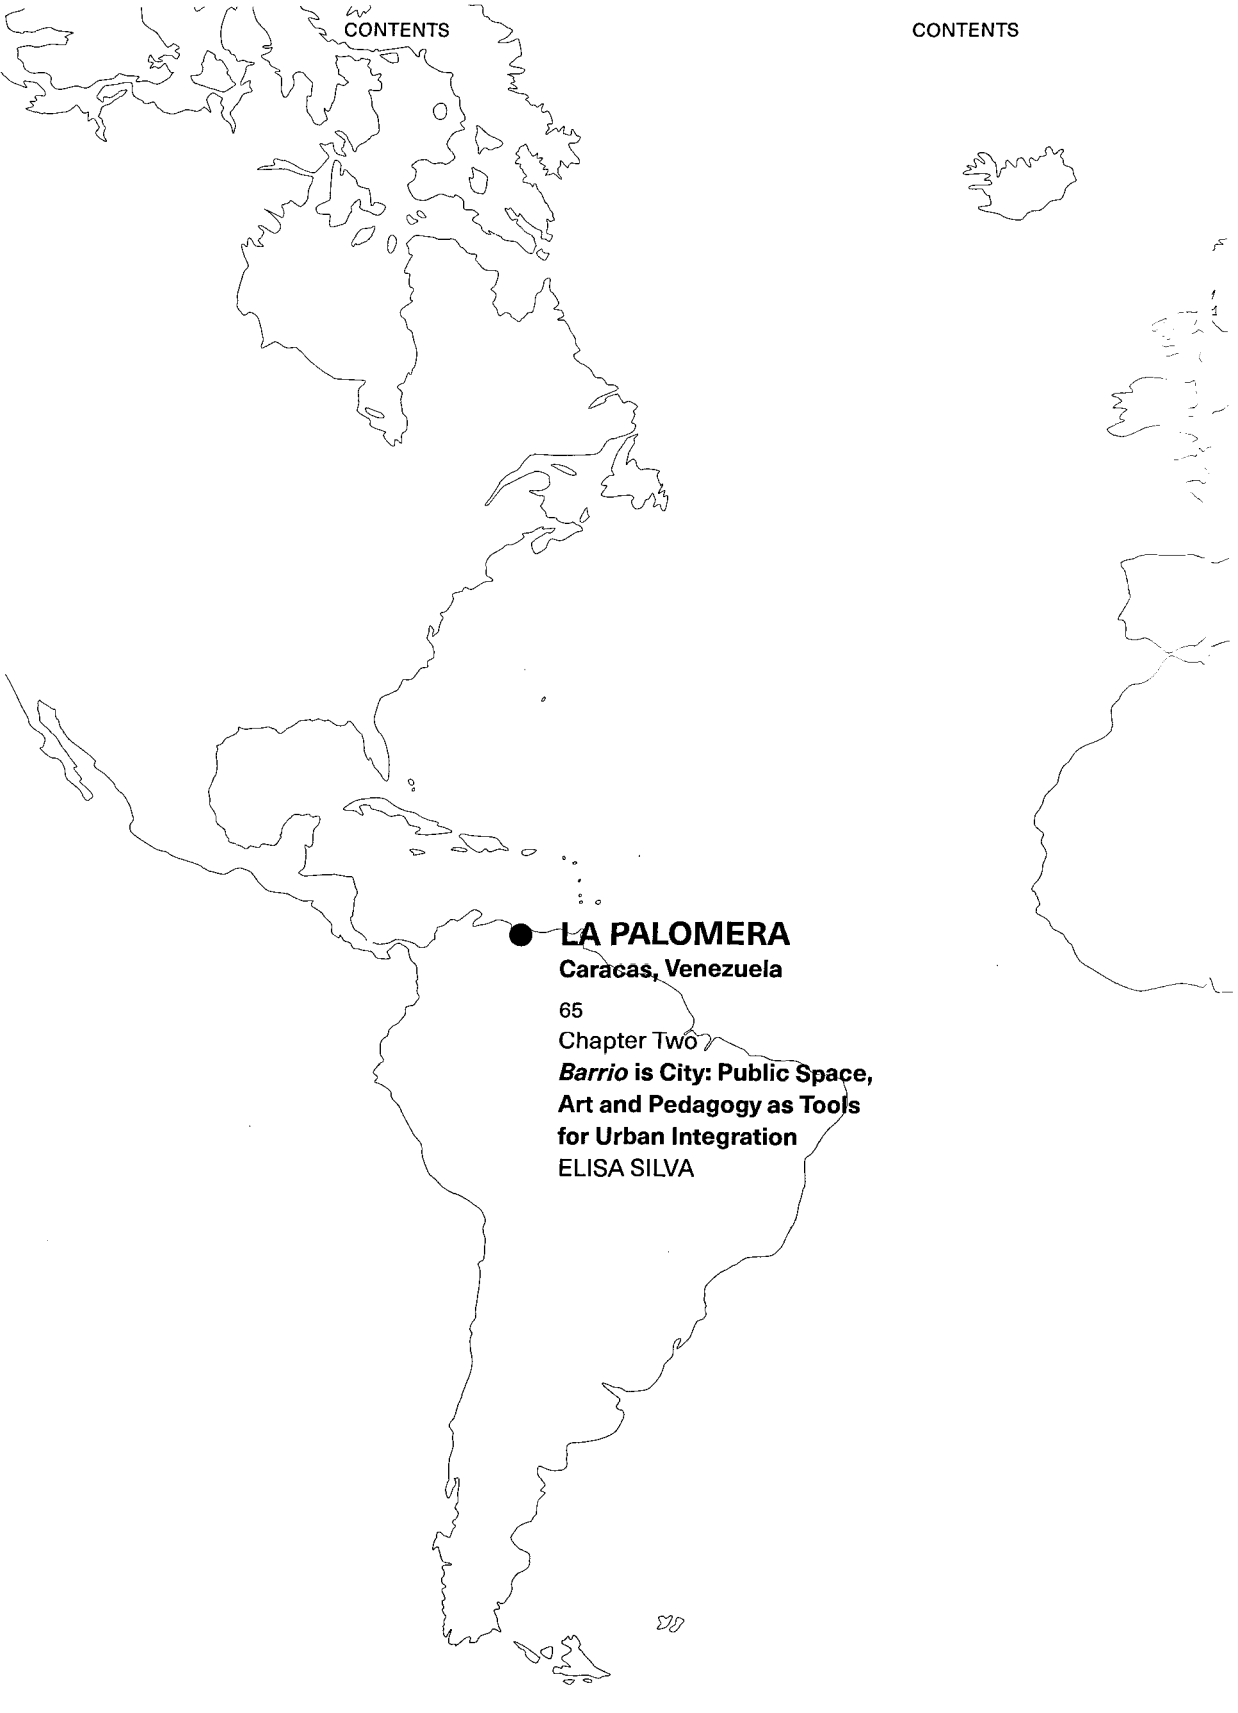 CONTENTS
CONTENTS
LA PALOMERA
Caracas, Venezuela
65
Chapter Two
Barrio is City: Public Space,
Art and Pedagogy as Tools
for Urban Integration
ELISA SILVA